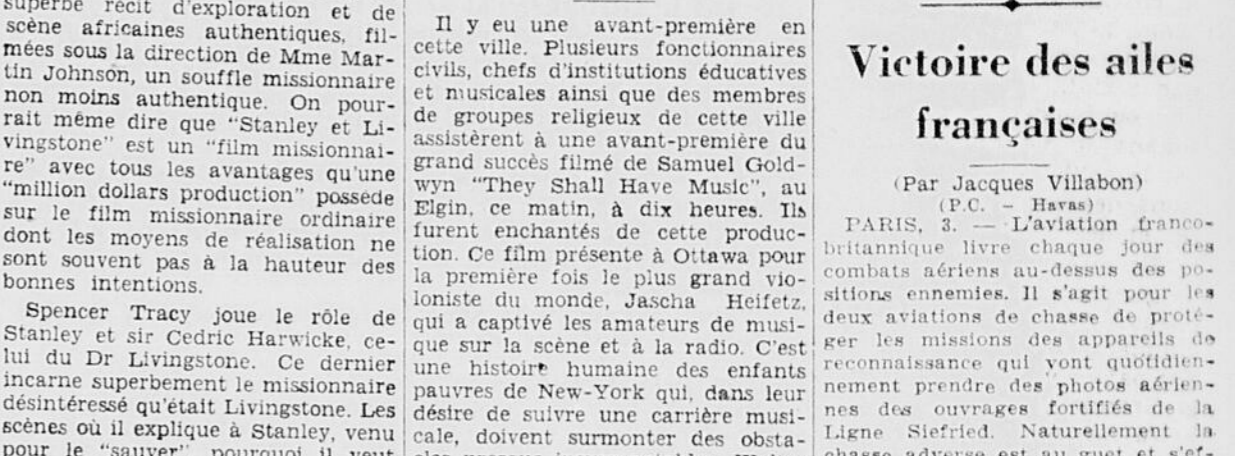 superbe récit d'exploration et de
scène africaines authentiques, fil-
mées sous la direction de Mme Mar-
tin Johnson, un souffle missionnaire
non moins authentique. On pour-
rait même dire que "Stanley et Li-
vingstone" est un "film missionnai-
re" avec tous les avantages qu'une
"million dollars production" possède
sur le film missionnaire ordinaire
dont les moyens de réalisation ne
sont souvent pas à la hauteur des
bonnes intentions.
Spencer Tracy joue le rôle de
Stanley et sir Cedric Harwicke, ce-
lui du Dr Livingstone. Ce dernier
incarne superbement le missionnaire
désintéressé qu'était Livingstone. Les
scènes où il explique à Stanley, venu
pour le "sauver" pourquoi il veut
Il y eu une avant-première en
cette ville. Plusieurs fonctionnaires
civils, chefs d'institutions éducatives
et musicales ainsi que des membres
de groupes religieux de cette ville
assistèrent à une avant-première du
grand succès filmé de Samuel Gold-
wyn "They Shall Have Music", au
Elgin, ce matin, à dix heures. Ils
furent enchantés de cette produc-
tion. Ce film présente à Ottawa pour
la première fois le plus grand vio-
loniste du monde, Jascha Heifetz,
qui a captivé les amateurs de musi-
que sur la scène et à la radio. C'est
une histoire humaine des enfants
pauvres de New-York qui, dans leur
désire de suivre une carrière musi-
cale, doivent surmonter des obsta-
Victoire des ailes
françaises
(Par Jacques Villabon)
(P.C. - Havas)
PARIS, 3. — L'aviation franco-
britannique livre chaque jour des
combats aériens au-dessus des po-
sitions ennemies. Il s'agit pour les
deux aviations de chasse de proté-
ger les missions des appareils de
reconnaissance qui vont quotidien-
nement prendre des photos aérien-
nes des ouvrages fortifiés de la
Ligne Siefried. Naturellement la
chasse adverse est au guet et s'ef-